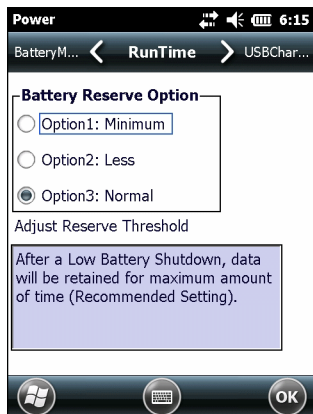 Power 6:15
BatteryM... RunTime USBChar...
Battery Reserve Option
Option1: Minimum
Option2: Less
Option3: Normal
Adjust Reserve Threshold
After a Low Battery Shutdown, data
will be retained for maximum amount
of time (Recommended Setting).
OK